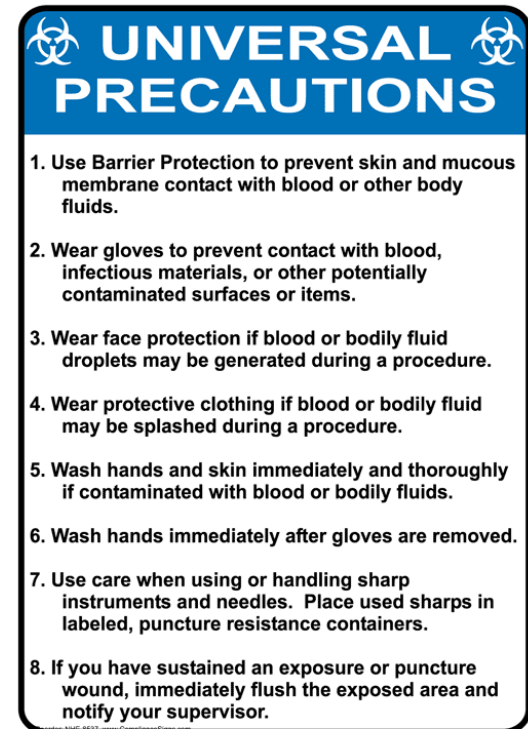 UNIVERSAL
PRECAUTIONS
1. Use Barrier Protection to prevent skin and mucous
membrane contact with blood or other body
fluids.
2. Wear gloves to prevent contact with blood,
infectious materials, or other potentially
contaminated surfaces or items.
3. Wear face protection if blood or bodily fluid
droplets may be generated during a procedure.
4. Wear protective clothing if blood or bodily fluid
may be splashed during a procedure.
5. Wash hands and skin immediately and thoroughly
if contaminated with blood or bodily fluids.
6. Wash hands immediately after gloves are removed.
7. Use care when using or handling sharp
instruments and needles. Place used sharps in
labeled, puncture resistance containers.
8. If you have sustained an exposure or puncture
wound, immediately flush the exposed area and
notify your supervisor.
NHE-8537 www.ComplianceSigns.com